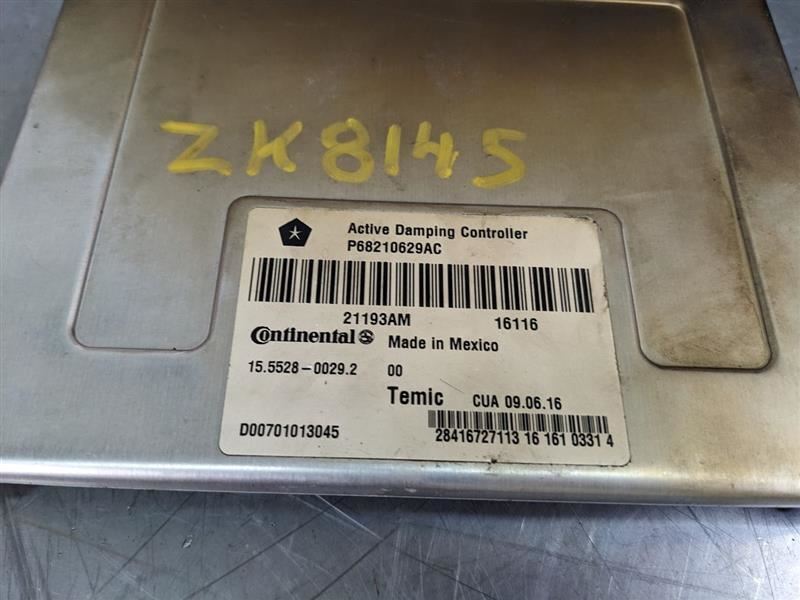 ZK8145
Active Damping Controller
P68210629AC
21193AM 16116
Continental Made in Mexico
15.5528-0029.2 00
Temic CUA 09.06.16
D00701013045 28416727113 16 161 0331 4